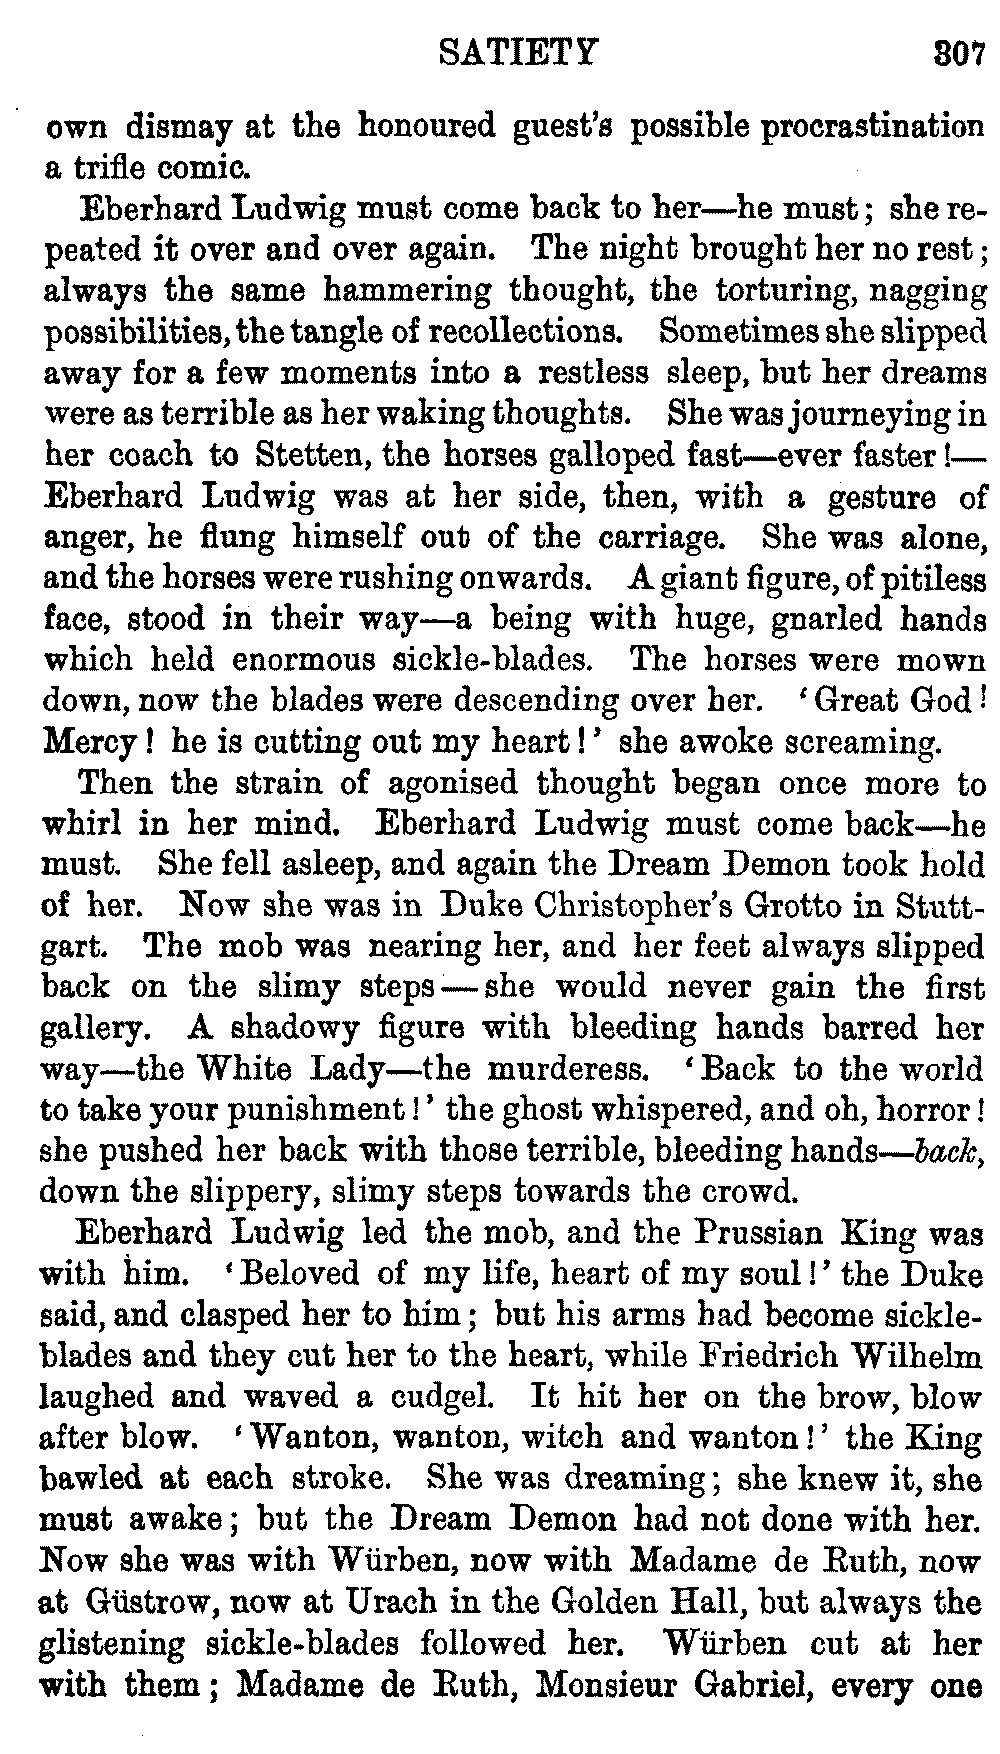 SATIETY 307
own dismay at the honoured guest's possible procrastination
a trifle comic.
Eberhard Ludwig must come back to her—he must; she re-
peated it over and over again. The night brought her no rest;
always the same hammering thought, the torturing, nagging
possibilities, the tangle of recollections. Sometimes she slipped
away for a few moments into a restless sleep, but her dreams
were as terrible as her waking thoughts. She was journeying in
her coach to Stetten, the horses galloped fast—ever faster!—
Eberhard Ludwig was at her side, then, with a gesture of
anger, he flung himself out of the carriage. She was alone,
and the horses were rushing onwards. A giant figure, of pitiless
face, stood in their way—a being with huge, gnarled hands
which held enormous sickle-blades. The horses were mown
down, now the blades were descending over her. 'Great God!
Mercy! he is cutting out my heart!' she awoke screaming.
Then the strain of agonised thought began once more to
whirl in her mind. Eberhard Ludwig must come back—he
must. She fell asleep, and again the Dream Demon took hold
of her. Now she was in Duke Christopher's Grotto in Stutt-
gart. The mob was nearing her, and her feet always slipped
back on the slimy steps—she would never gain the first
gallery. A shadowy figure with bleeding hands barred her
way—the White Lady—the murderess. 'Back to the world
to take your punishment!' the ghost whispered, and oh, horror!
she pushed her back with those terrible, bleeding hands—back,
down the slippery, slimy steps towards the crowd.
Eberhard Ludwig led the mob, and the Prussian King was
with him. 'Beloved of my life, heart of my soul!' the Duke
said, and clasped her to him; but his arms had become sickle-
blades and they cut her to the heart, while Friedrich Wilhelm
laughed and waved a cudgel. It hit her on the brow, blow
after blow. 'Wanton, wanton, witch and wanton!' the King
bawled at each stroke. She was dreaming; she knew it, she
must awake; but the Dream Demon had not done with her.
Now she was with Würben, now with Madame de Ruth, now
at Güstrow, now at Urach in the Golden Hall, but always the
glistening sickle-blades followed her. Würben cut at her
with them; Madame de Ruth, Monsieur Gabriel, every one